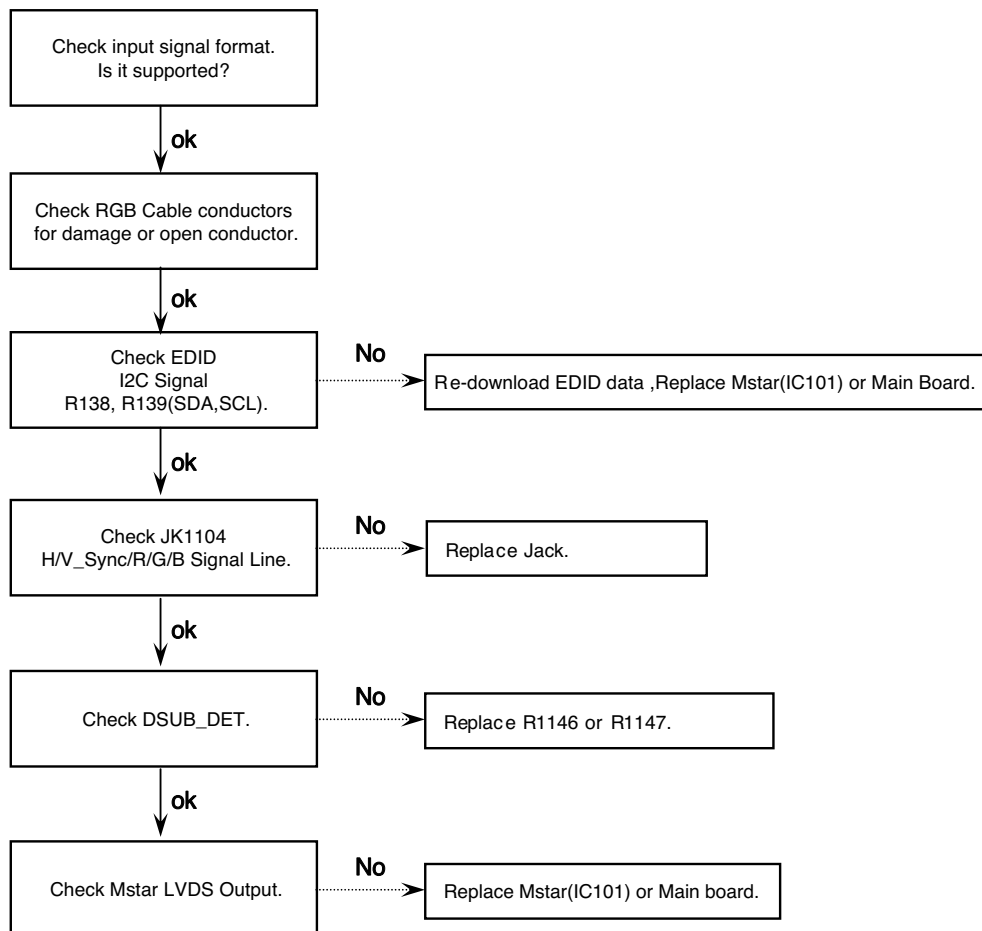 Check input signal format.
Is it supported?
ok
Check RGB Cable conductors
for damage or open conductor.
ok
Check EDID
I2C Signal
R138, R139(SDA,SCL).
No
Re-download EDID data ,Replace Mstar(IC101) or Main Board.
ok
Check JK1104
H/V_Sync/R/G/B Signal Line.
No
Replace Jack.
ok
Check DSUB_DET.
No
Replace R1146 or R1147.
ok
Check Mstar LVDS Output.
No
Replace Mstar(IC101) or Main board.